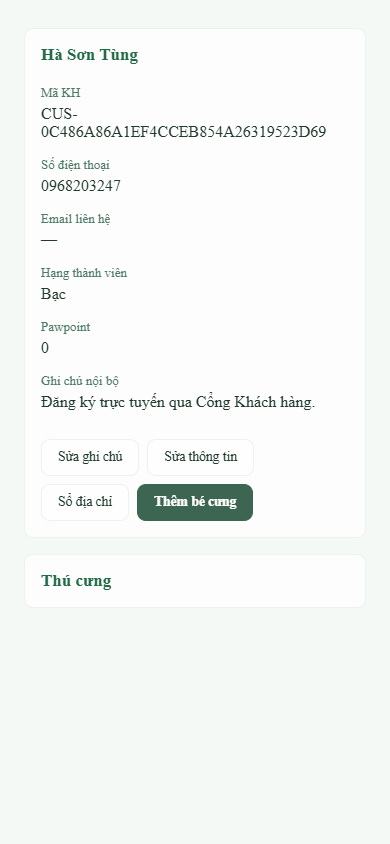 Hà Sơn Tùng
Mã KH
CUS-
0C486A86A1EF4CCEB854A26319523D69
Số điện thoại
0968203247
Email liên hệ
—
Hạng thành viên
Bạc
Pawpoint
0
Ghi chú nội bộ
Đăng ký trực tuyến qua Cổng Khách hàng.
Sửa ghi chú
Sửa thông tin
Sổ địa chỉ
Thêm bé cưng
Thú cưng